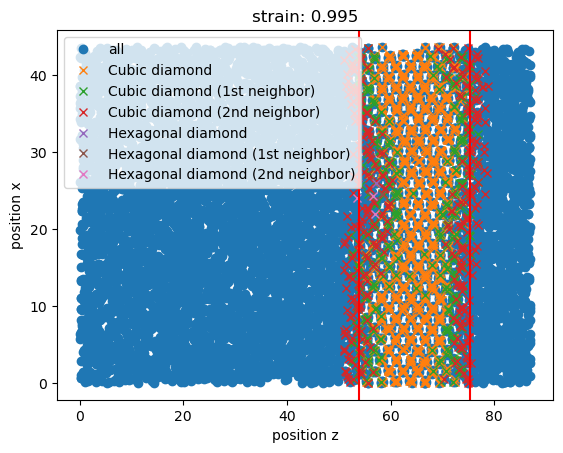 strain: 0.995
all
Cubic diamond
Cubic diamond (1st neighbor)
Cubic diamond (2nd neighbor)
Hexagonal diamond
Hexagonal diamond (1st neighbor)
Hexagonal diamond (2nd neighbor)
position x
40
30
20
10
0
0 20 40 60 80
position z